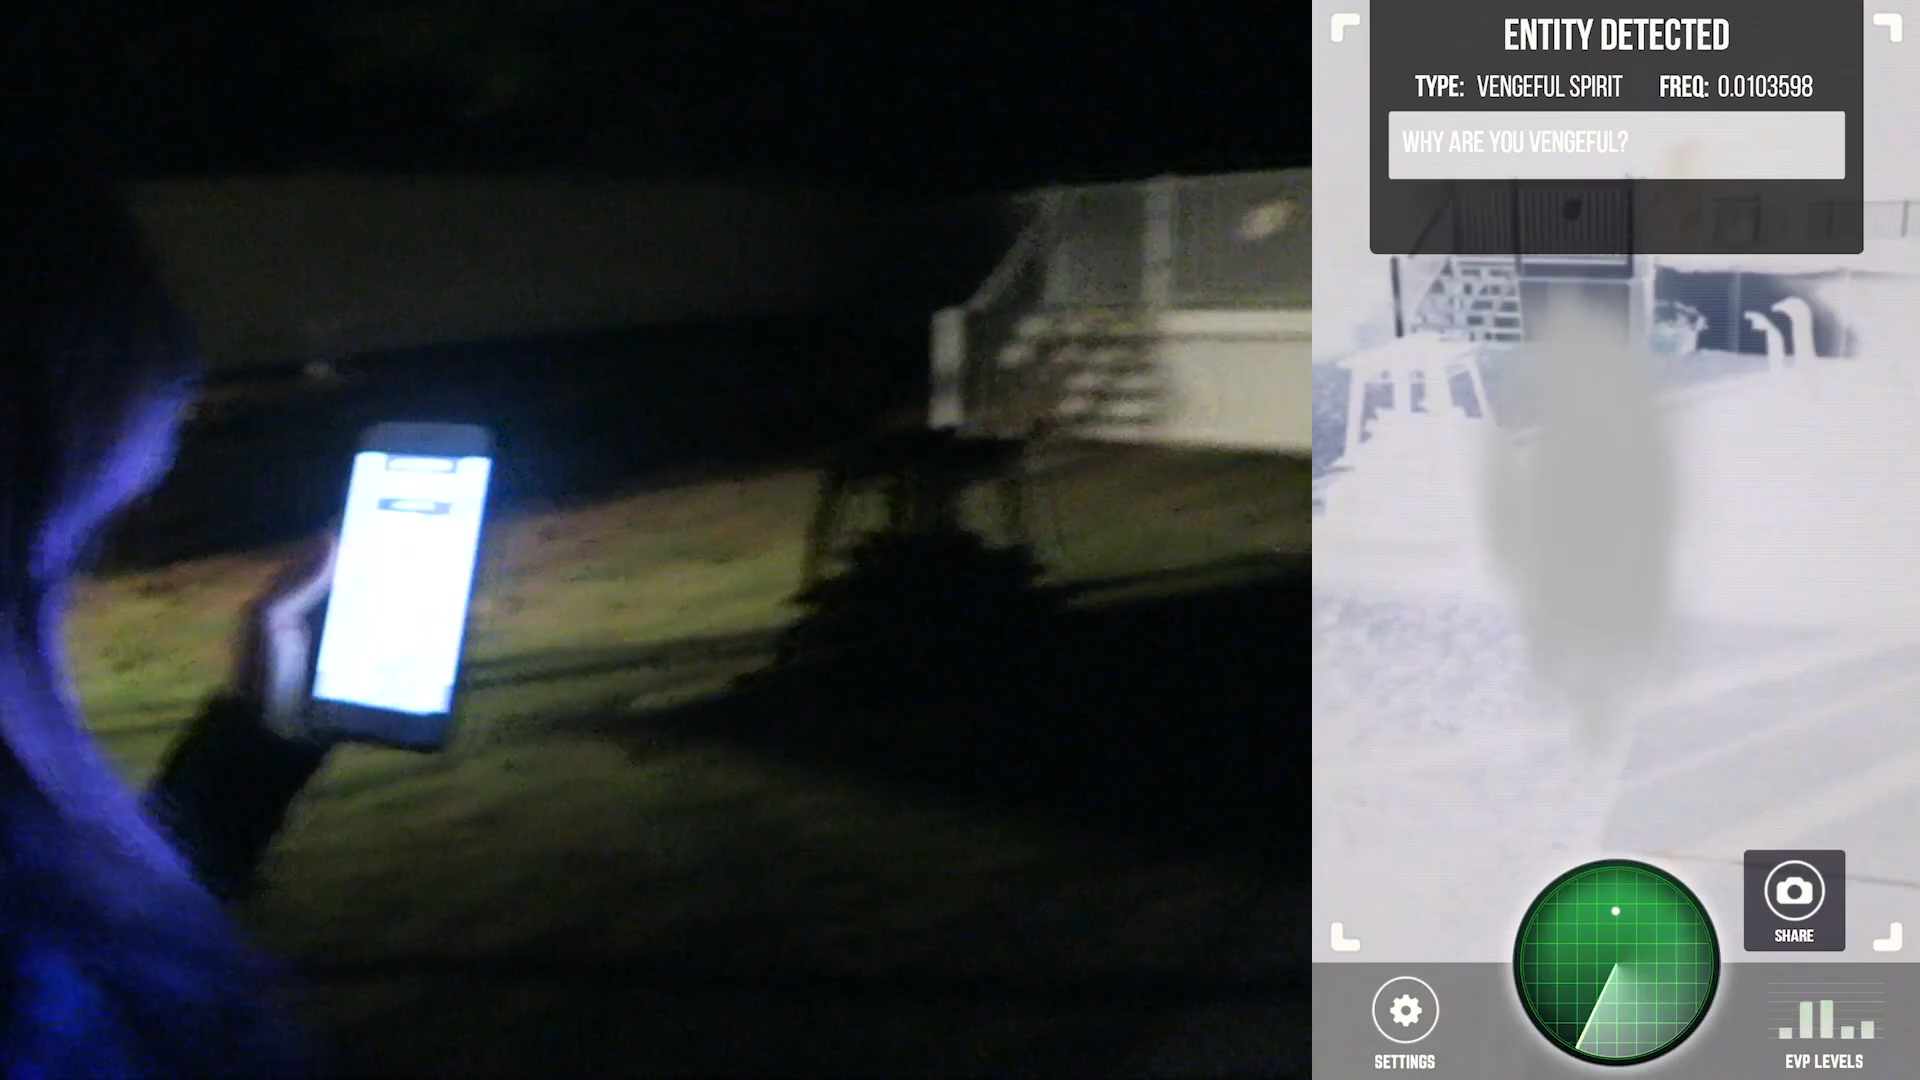 ENTITY DETECTED
TYPE: VENGEFUL SPIRIT FREQ: 0.0103598
WHY ARE YOU VENGEFUL?
SHARE
SETTINGS
EVP LEVELS